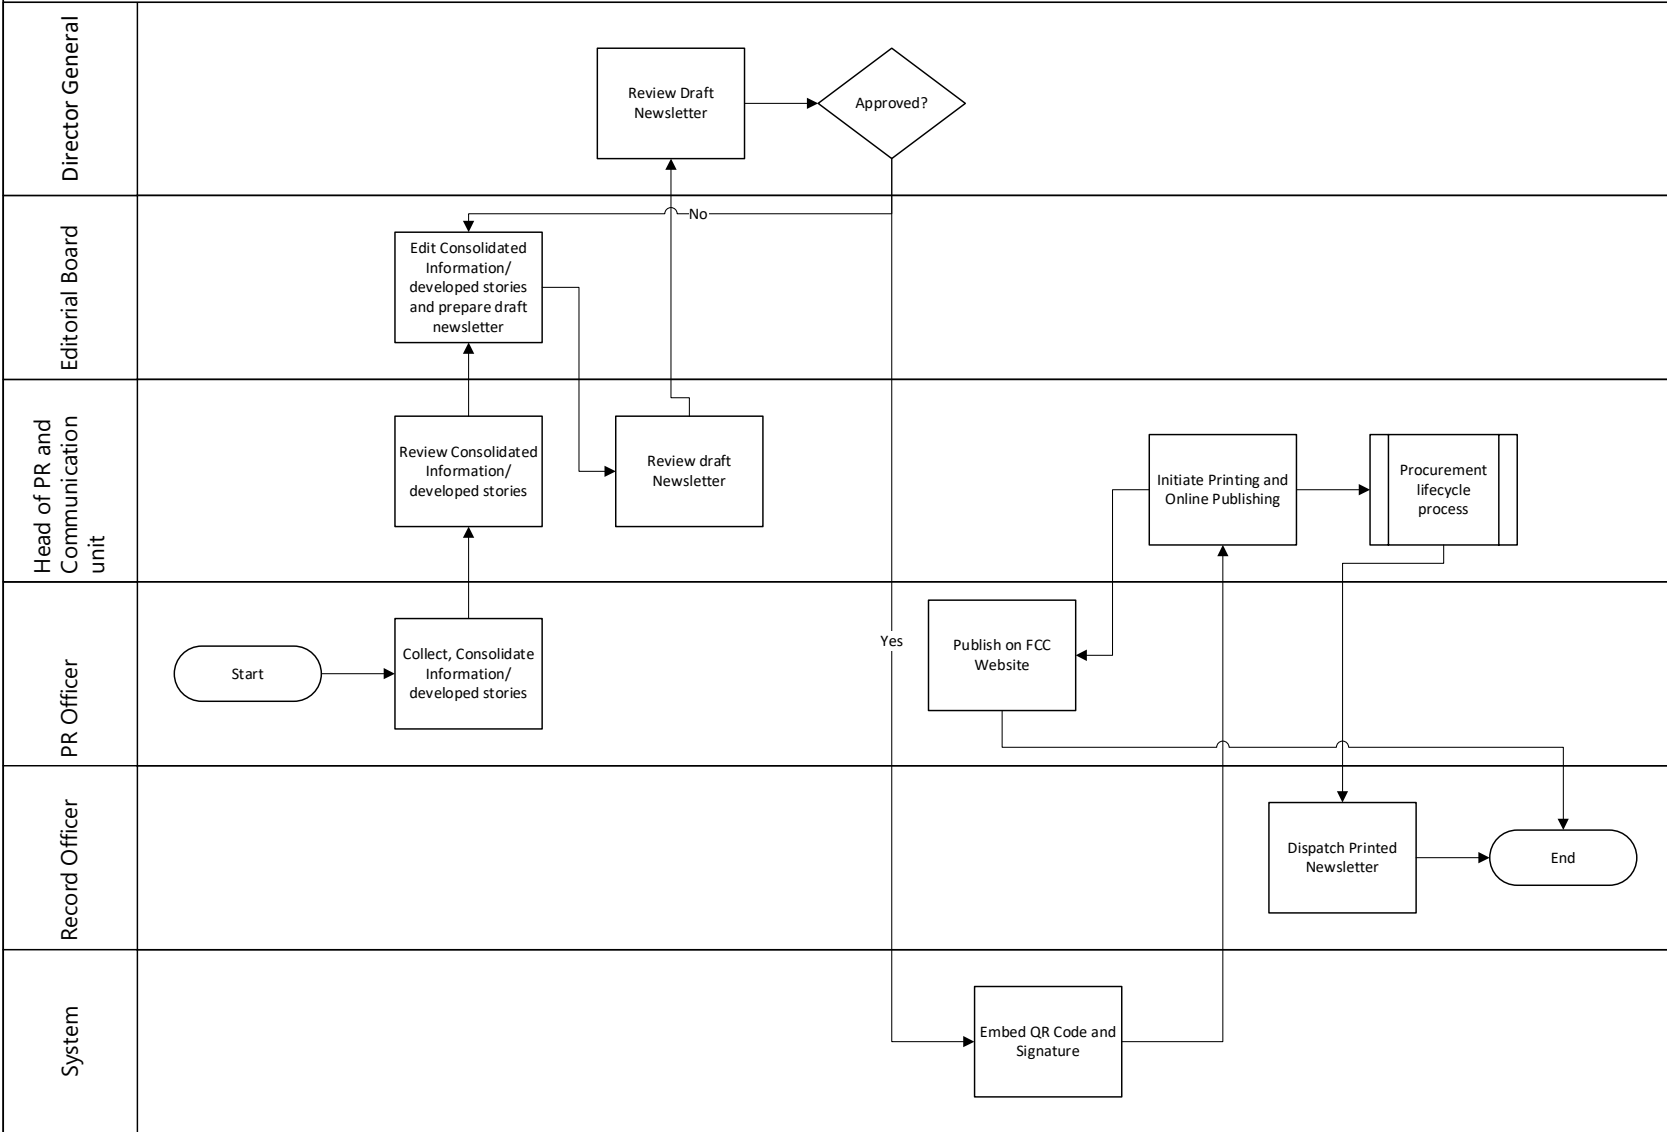 Director General
Review Draft
Newsletter
Approved?
No
Editorial Board
Edit Consolidated
Information/
developed stories
and prepare draft
newsletter
Head of PR and
Communication
unit
Review Consolidated
Information/
developed stories
Review draft
Newsletter
Initiate Printing and
Online Publishing
Procurement
lifecycle
process
PR Officer
Start
Collect, Consolidate
Information/
developed stories
Yes
Publish on FCC
Website
Record Officer
Dispatch Printed
Newsletter
End
System
Embed QR Code and
Signature